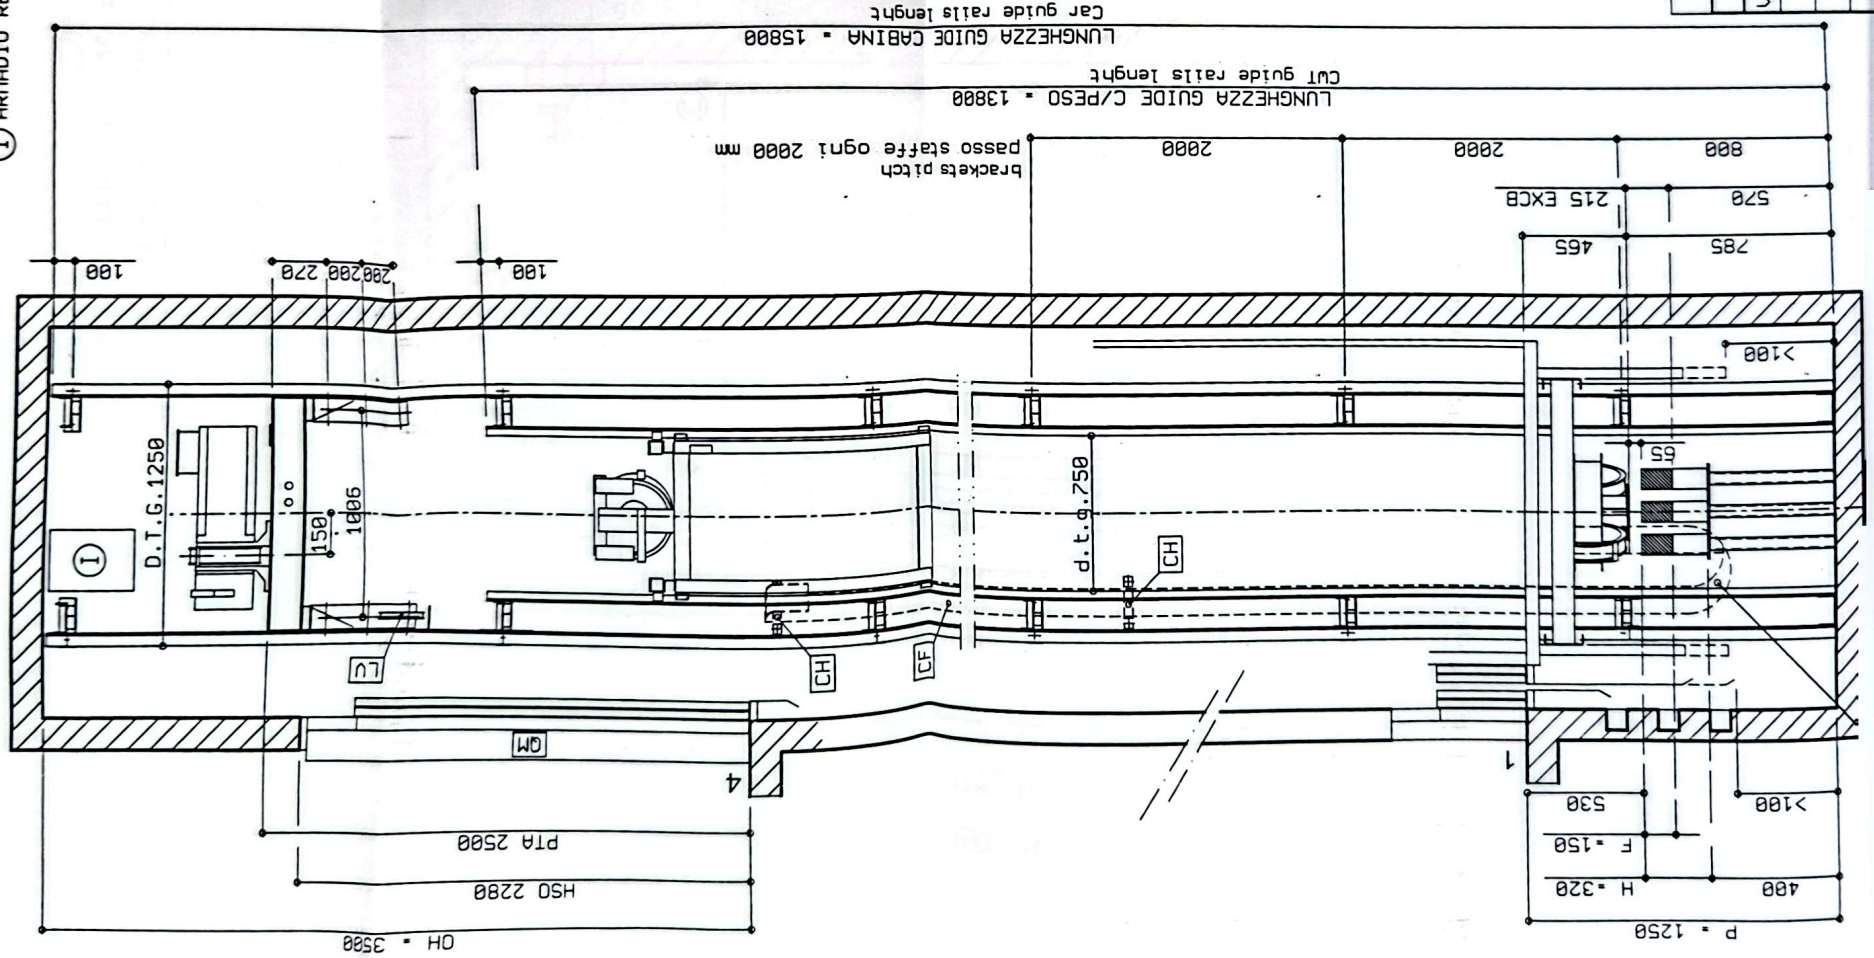 P = 1250
400
H = 320
F = 150
>100
530
OH = 3500
HSO 2280
PTA 2500
1
4
QM
LV
CH
CF
CH
I
D.T.G.1250
150
1006
d.t.g.750
65
>100
785
465
570
215 EXCB
800
2000
2000
brackets pitch
passo staffe ogni 2000 mm
100
200
200
270
100
LUNGHEZZA GUIDE C/PESO = 13800
CWT guide rails lenght
LUNGHEZZA GUIDE CABINA = 15800
Car guide rails lenght
I ARMADIO